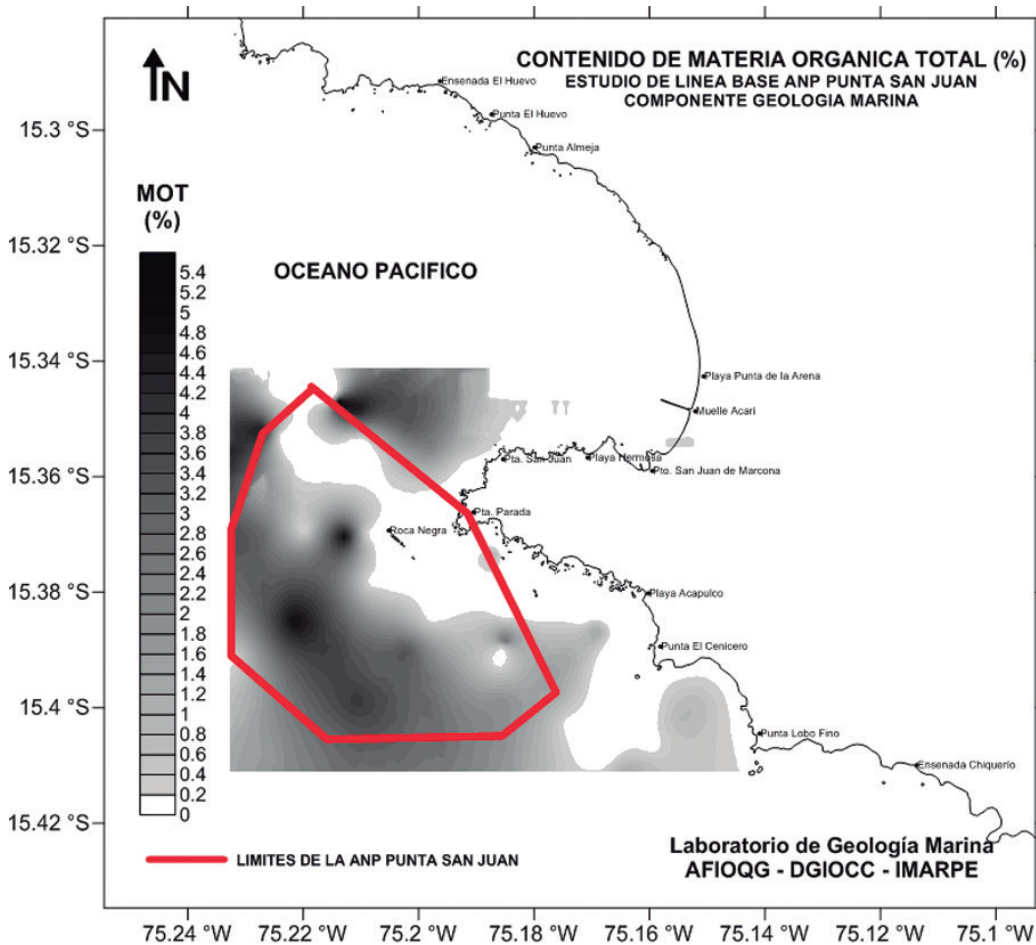 N
CONTENIDO DE MATERIA ORGANICA TOTAL (%)
ESTUDIO DE LINEA BASE ANP PUNTA SAN JUAN
COMPONENTE GEOLOGIA MARINA
Ensenada El Huevo
Punta El Huevo
Punta Almeja
15.3 °S
15.32 °S
15.34 °S
15.36 °S
15.38 °S
15.4 °S
15.42 °S
MOT
(%)
5.4
5.2
5
4.8
4.6
4.4
4.2
4
3.8
3.6
3.4
3.2
3
2.8
2.6
2.4
2.2
2
1.8
1.6
1.4
1.2
1
0.8
0.6
0.4
0.2
0
OCEANO PACIFICO
Playa Punta de la Arena
Muelle Acarí
Pta. San Juan
Playa Hermosa
Pto. San Juan de Marcona
Pta. Parada
Roca Negra
Playa Acapulco
Punta El Cenicero
Punta Lobo Fino
Ensenada Chiquerío
LIMITES DE LA ANP PUNTA SAN JUAN
Laboratorio de Geología Marina
AFIOQG - DGIOCC - IMARPE
75.24 °W
75.22 °W
75.2 °W
75.18 °W
75.16 °W
75.14 °W
75.12 °W
75.1 °W